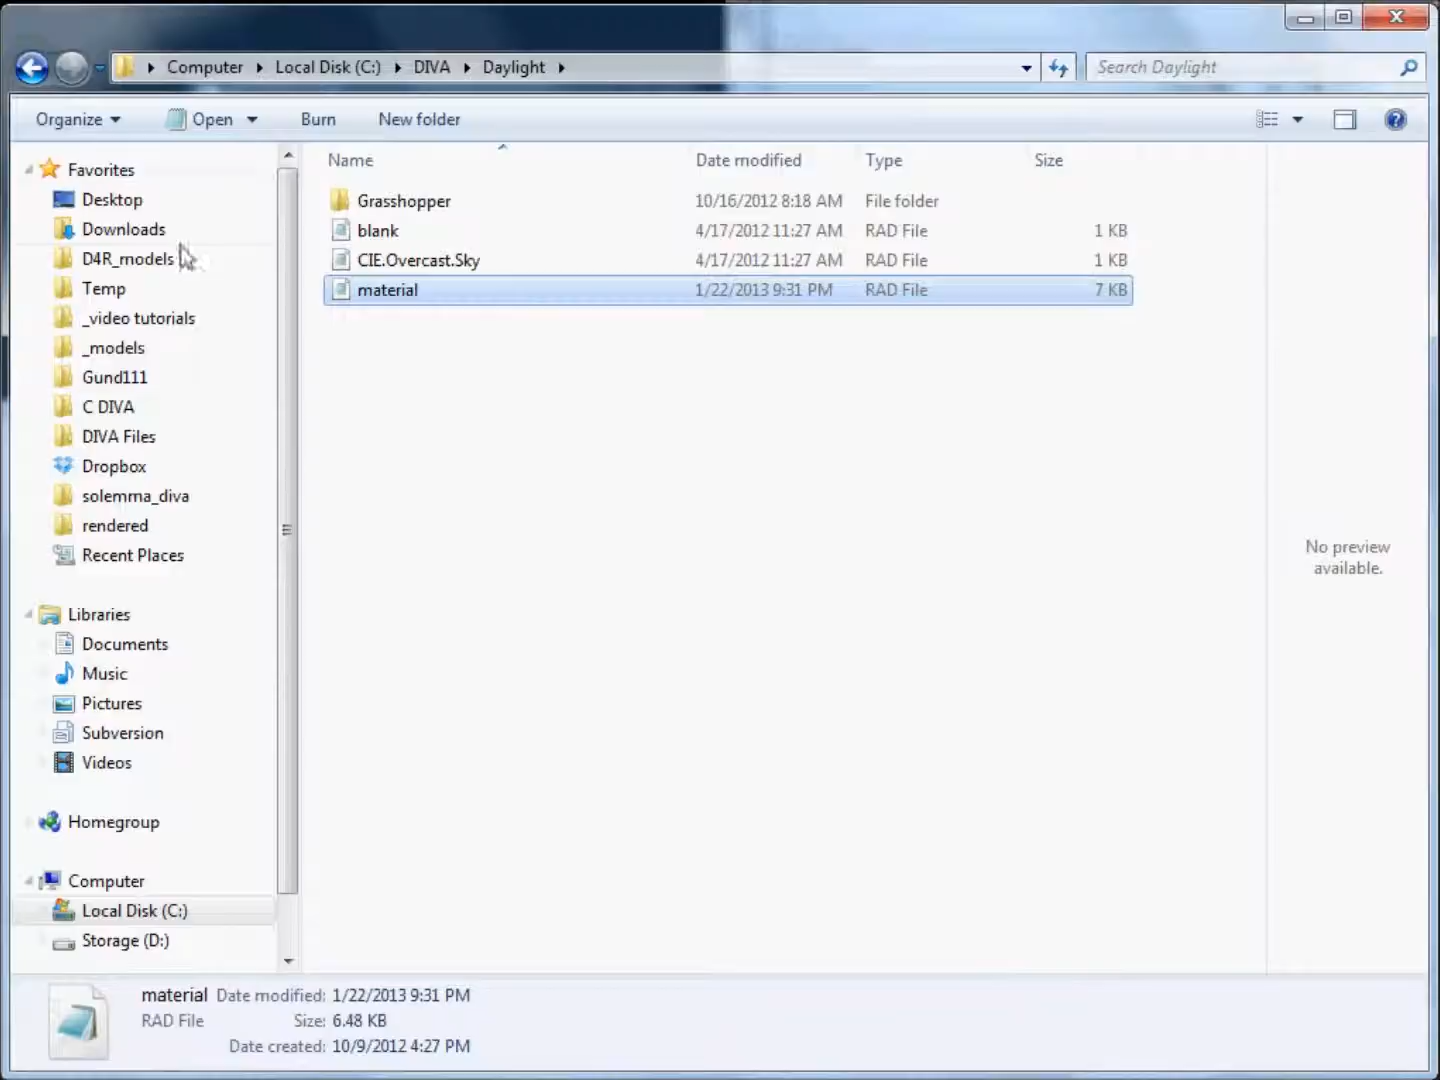 Computer Local Disk (C:) DIVA Daylight
Search Daylight
Organize Open Burn New folder
Name Date modified Type Size
Grasshopper 10/16/2012 8:18 AM File folder
blank 4/17/2012 11:27 AM RAD File 1 KB
CIE.Overcast.Sky 4/17/2012 11:27 AM RAD File 1 KB
material 1/22/2013 9:31 PM RAD File 7 KB
Favorites
Desktop
Downloads
D4R_models
Temp
_video tutorials
_models
Gund111
C DIVA
DIVA Files
Dropbox
solemma_diva
rendered
Recent Places
Libraries
Documents
Music
Pictures
Subversion
Videos
Homegroup
Computer
Local Disk (C:)
Storage (D:)
No preview
available.
material Date modified: 1/22/2013 9:31 PM
RAD File Size: 6.48 KB
Date created: 10/9/2012 4:27 PM